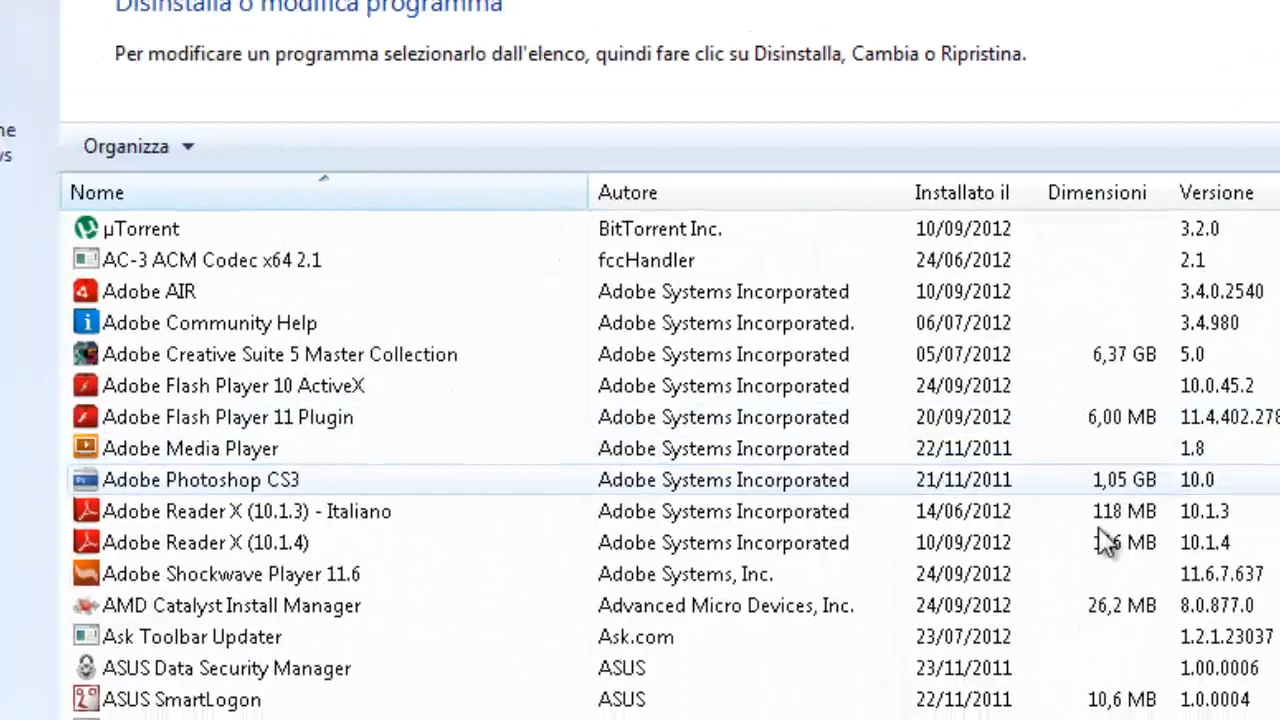 Disinstalla o modifica programma
Per modificare un programma selezionarlo dall'elenco, quindi fare clic su Disinstalla, Cambia o Ripristina.
Organizza
Nome Autore Installato il Dimensioni Versione
µTorrent BitTorrent Inc. 10/09/2012 3.2.0
AC-3 ACM Codec x64 2.1 fccHandler 24/06/2012 2.1
Adobe AIR Adobe Systems Incorporated 10/09/2012 3.4.0.2540
Adobe Community Help Adobe Systems Incorporated. 06/07/2012 3.4.980
Adobe Creative Suite 5 Master Collection Adobe Systems Incorporated 05/07/2012 6,37 GB 5.0
Adobe Flash Player 10 ActiveX Adobe Systems Incorporated 24/09/2012 10.0.45.2
Adobe Flash Player 11 Plugin Adobe Systems Incorporated 20/09/2012 6,00 MB 11.4.402.278
Adobe Media Player Adobe Systems Incorporated 22/11/2011 1.8
Adobe Photoshop CS3 Adobe Systems Incorporated 21/11/2011 1,05 GB 10.0
Adobe Reader X (10.1.3) - Italiano Adobe Systems Incorporated 14/06/2012 118 MB 10.1.3
Adobe Reader X (10.1.4) Adobe Systems Incorporated 10/09/2012 MB 10.1.4
Adobe Shockwave Player 11.6 Adobe Systems, Inc. 24/09/2012 11.6.7.637
AMD Catalyst Install Manager Advanced Micro Devices, Inc. 24/09/2012 26,2 MB 8.0.877.0
Ask Toolbar Updater Ask.com 23/07/2012 1.2.1.23037
ASUS Data Security Manager ASUS 23/11/2011 1.00.0006
ASUS SmartLogon ASUS 22/11/2011 10,6 MB 1.0.0004